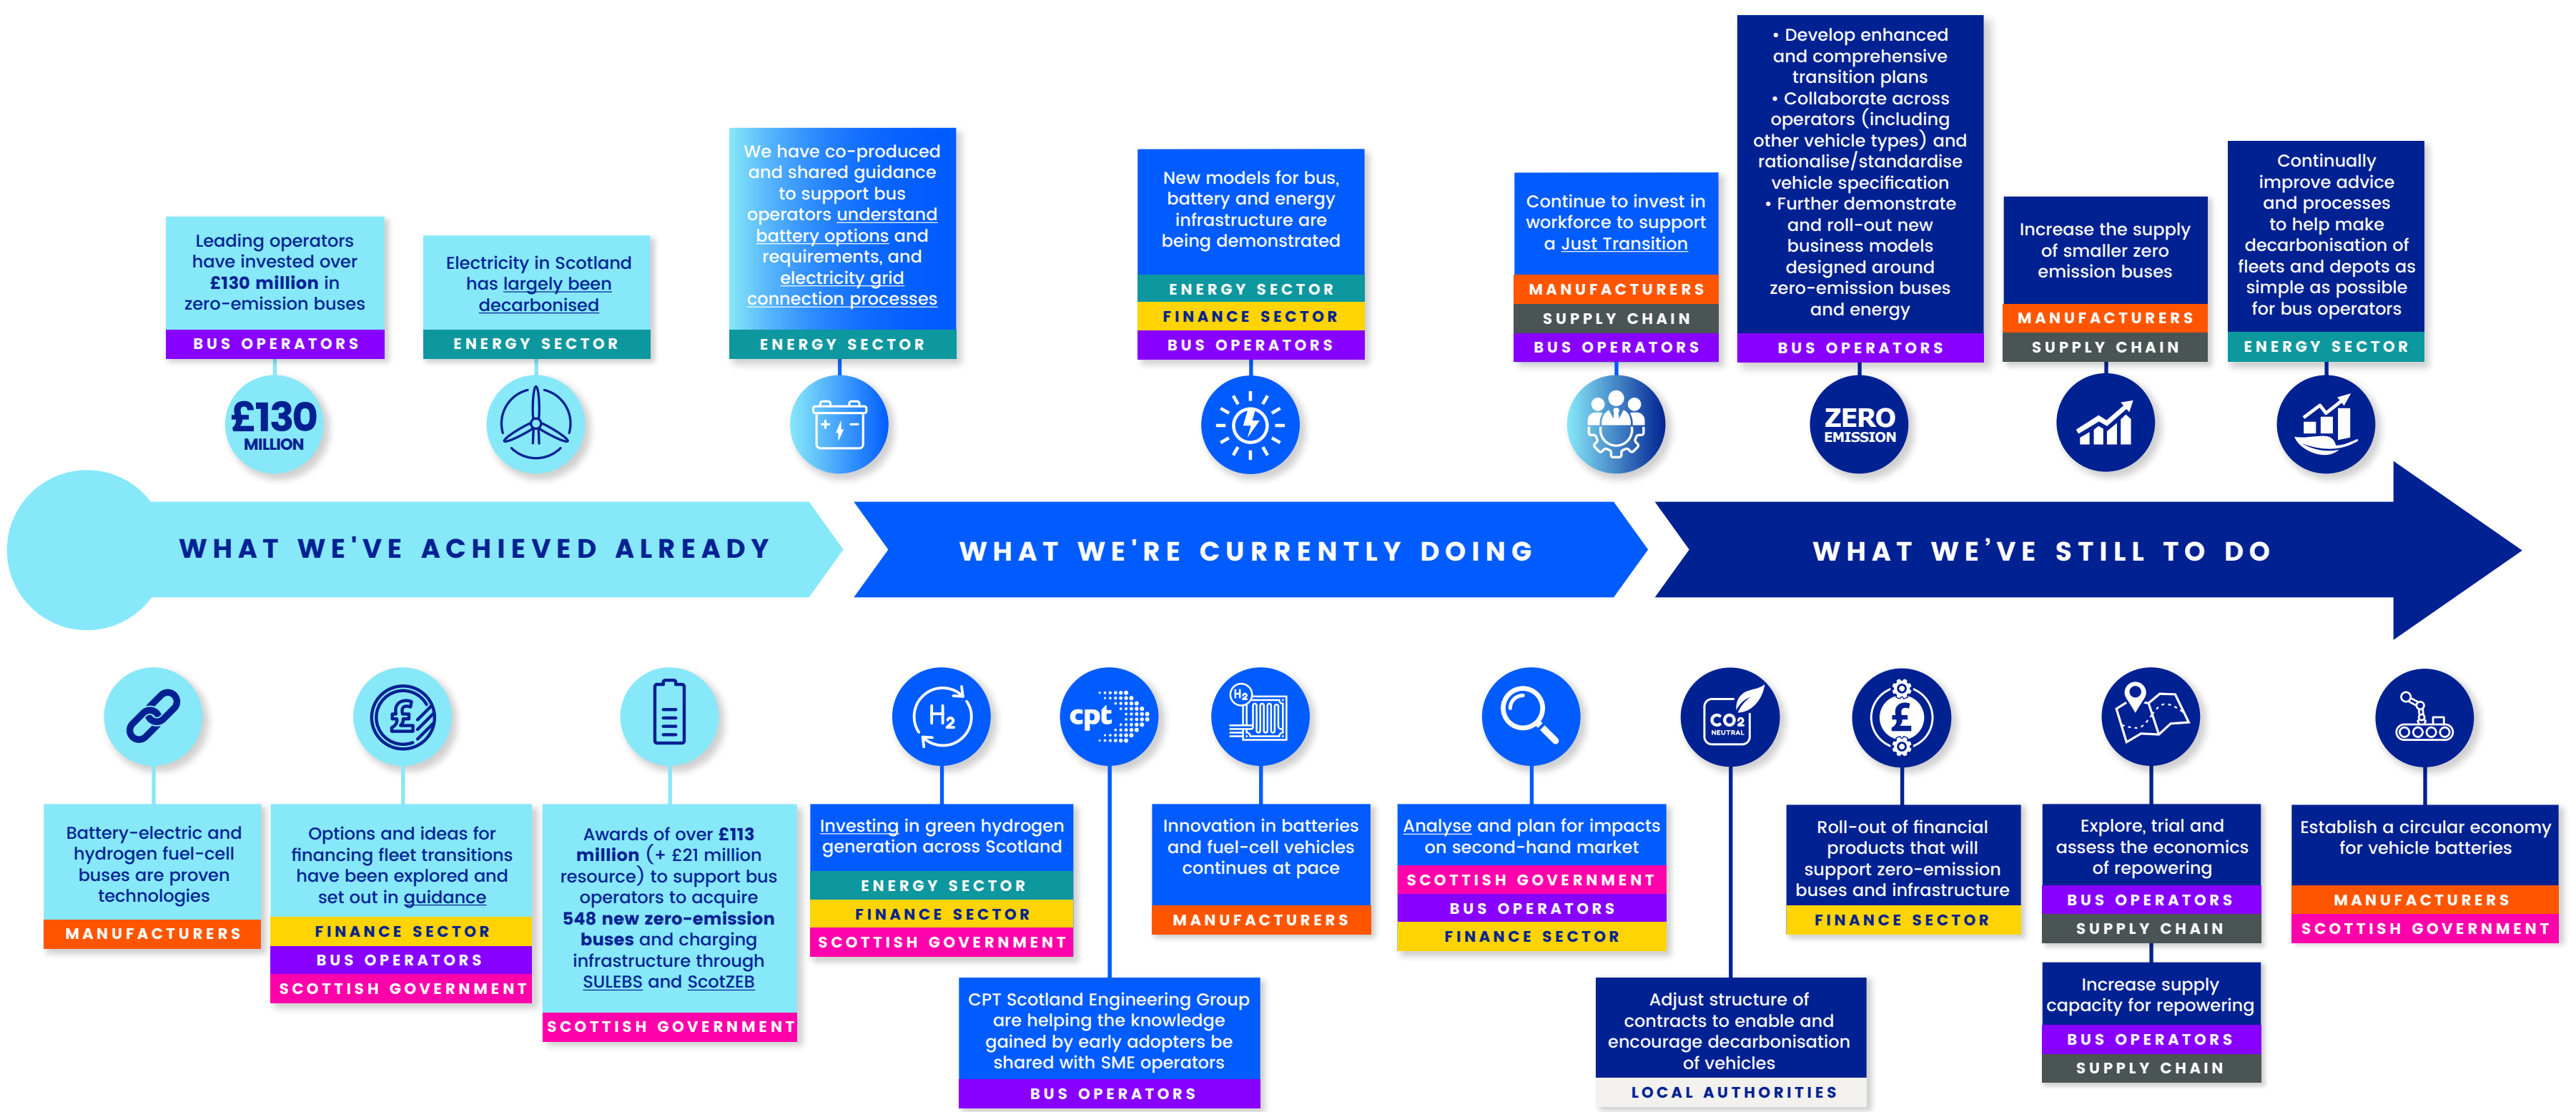 Leading operators
have invested over
£130 million in
zero-emission buses
BUS OPERATORS
£130
MILLION
Electricity in Scotland
has largely been
decarbonised
ENERGY SECTOR
We have co-produced
and shared guidance
to support bus
operators understand
battery options and
requirements, and
electricity grid
connection processes
ENERGY SECTOR
+ -
New models for bus,
battery and energy
infrastructure are
being demonstrated
ENERGY SECTOR
FINANCE SECTOR
BUS OPERATORS
Continue to invest in
workforce to support
a Just Transition
MANUFACTURERS
SUPPLY CHAIN
BUS OPERATORS
• Develop enhanced
and comprehensive
transition plans
• Collaborate across
operators (including
other vehicle types) and
rationalise/standardise
vehicle specification
• Further demonstrate
and roll-out new
business models
designed around
zero-emission buses
and energy
BUS OPERATORS
ZERO
EMISSION
Increase the supply
of smaller zero
emission buses
MANUFACTURERS
SUPPLY CHAIN
Continually
improve advice
and processes
to help make
decarbonisation of
fleets and depots as
simple as possible
for bus operators
ENERGY SECTOR
WHAT WE'VE ACHIEVED ALREADY
WHAT WE'RE CURRENTLY DOING
WHAT WE’VE STILL TO DO
Battery-electric and
hydrogen fuel-cell
buses are proven
technologies
MANUFACTURERS
£
Options and ideas for
financing fleet transitions
have been explored and
set out in guidance
FINANCE SECTOR
BUS OPERATORS
SCOTTISH GOVERNMENT
Awards of over £113
million (+ £21 million
resource) to support bus
operators to acquire
548 new zero-emission
buses and charging
infrastructure through
SULEBS and ScotZEB
SCOTTISH GOVERNMENT
H2
Investing in green hydrogen
generation across Scotland
ENERGY SECTOR
FINANCE SECTOR
SCOTTISH GOVERNMENT
cpt
CPT Scotland Engineering Group
are helping the knowledge
gained by early adopters be
shared with SME operators
BUS OPERATORS
H2
Innovation in batteries
and fuel-cell vehicles
continues at pace
MANUFACTURERS
Analyse and plan for impacts
on second-hand market
SCOTTISH GOVERNMENT
BUS OPERATORS
FINANCE SECTOR
CO2
NEUTRAL
Adjust structure of
contracts to enable and
encourage decarbonisation
of vehicles
LOCAL AUTHORITIES
£
Roll-out of financial
products that will
support zero-emission
buses and infrastructure
FINANCE SECTOR
Explore, trial and
assess the economics
of repowering
BUS OPERATORS
SUPPLY CHAIN
Increase supply
capacity for repowering
BUS OPERATORS
SUPPLY CHAIN
Establish a circular economy
for vehicle batteries
MANUFACTURERS
SCOTTISH GOVERNMENT